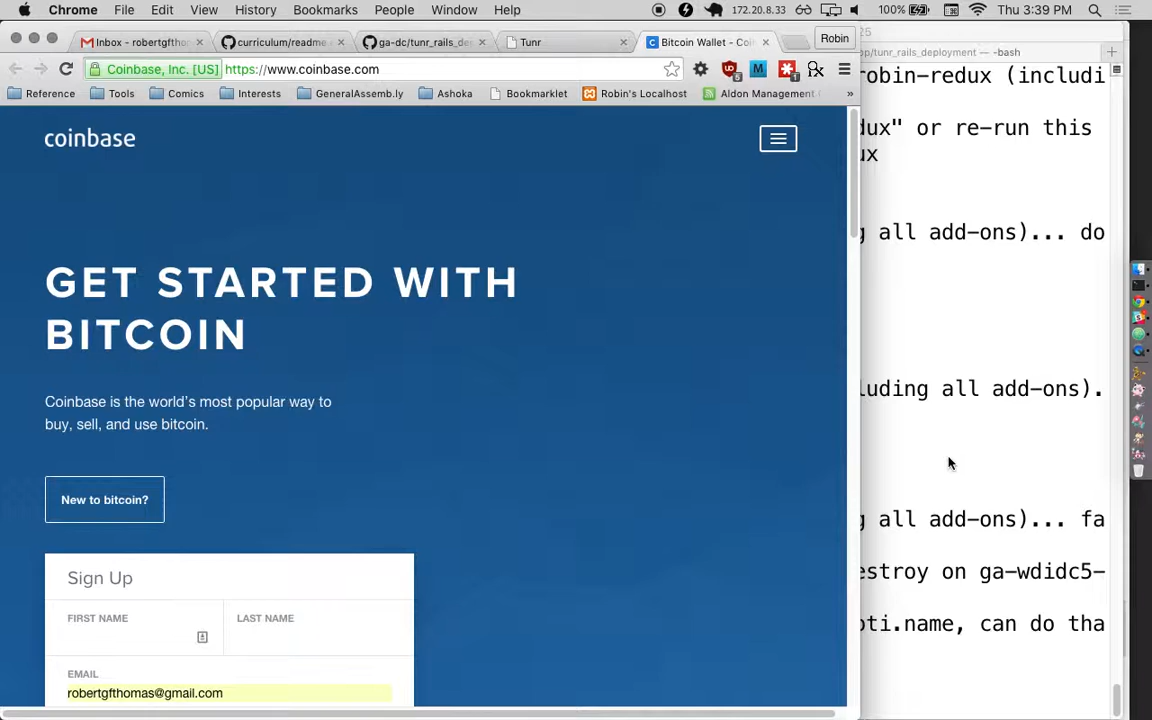 Chrome File Edit View History Bookmarks People Window Help 172.20.8.33 100% Thu 3:39 PM
Inbox - robertgfthom
curriculum/readme
ga-dc/tunr_rails_de
Tunr
Bitcoin Wallet - Coin
Robin
Coinbase, Inc. [US] https://www.coinbase.com
Reference Tools Comics Interests GeneralAssemb.ly Ashoka Bookmarklet Robin's Localhost Aldon Management »
coinbase
GET STARTED WITH
BITCOIN
Coinbase is the world's most popular way to
buy, sell, and use bitcoin.
New to bitcoin?
Sign Up
FIRST NAME LAST NAME
EMAIL
robertgfthomas@gmail.com
25
op/tunr_rails_deployment — -bash
robin-redux (includi
dux" or re-run this
ux
g all add-ons)... do
luding all add-ons).
g all add-ons)... fa
estroy on ga-wdidc5-
oti.name, can do tha